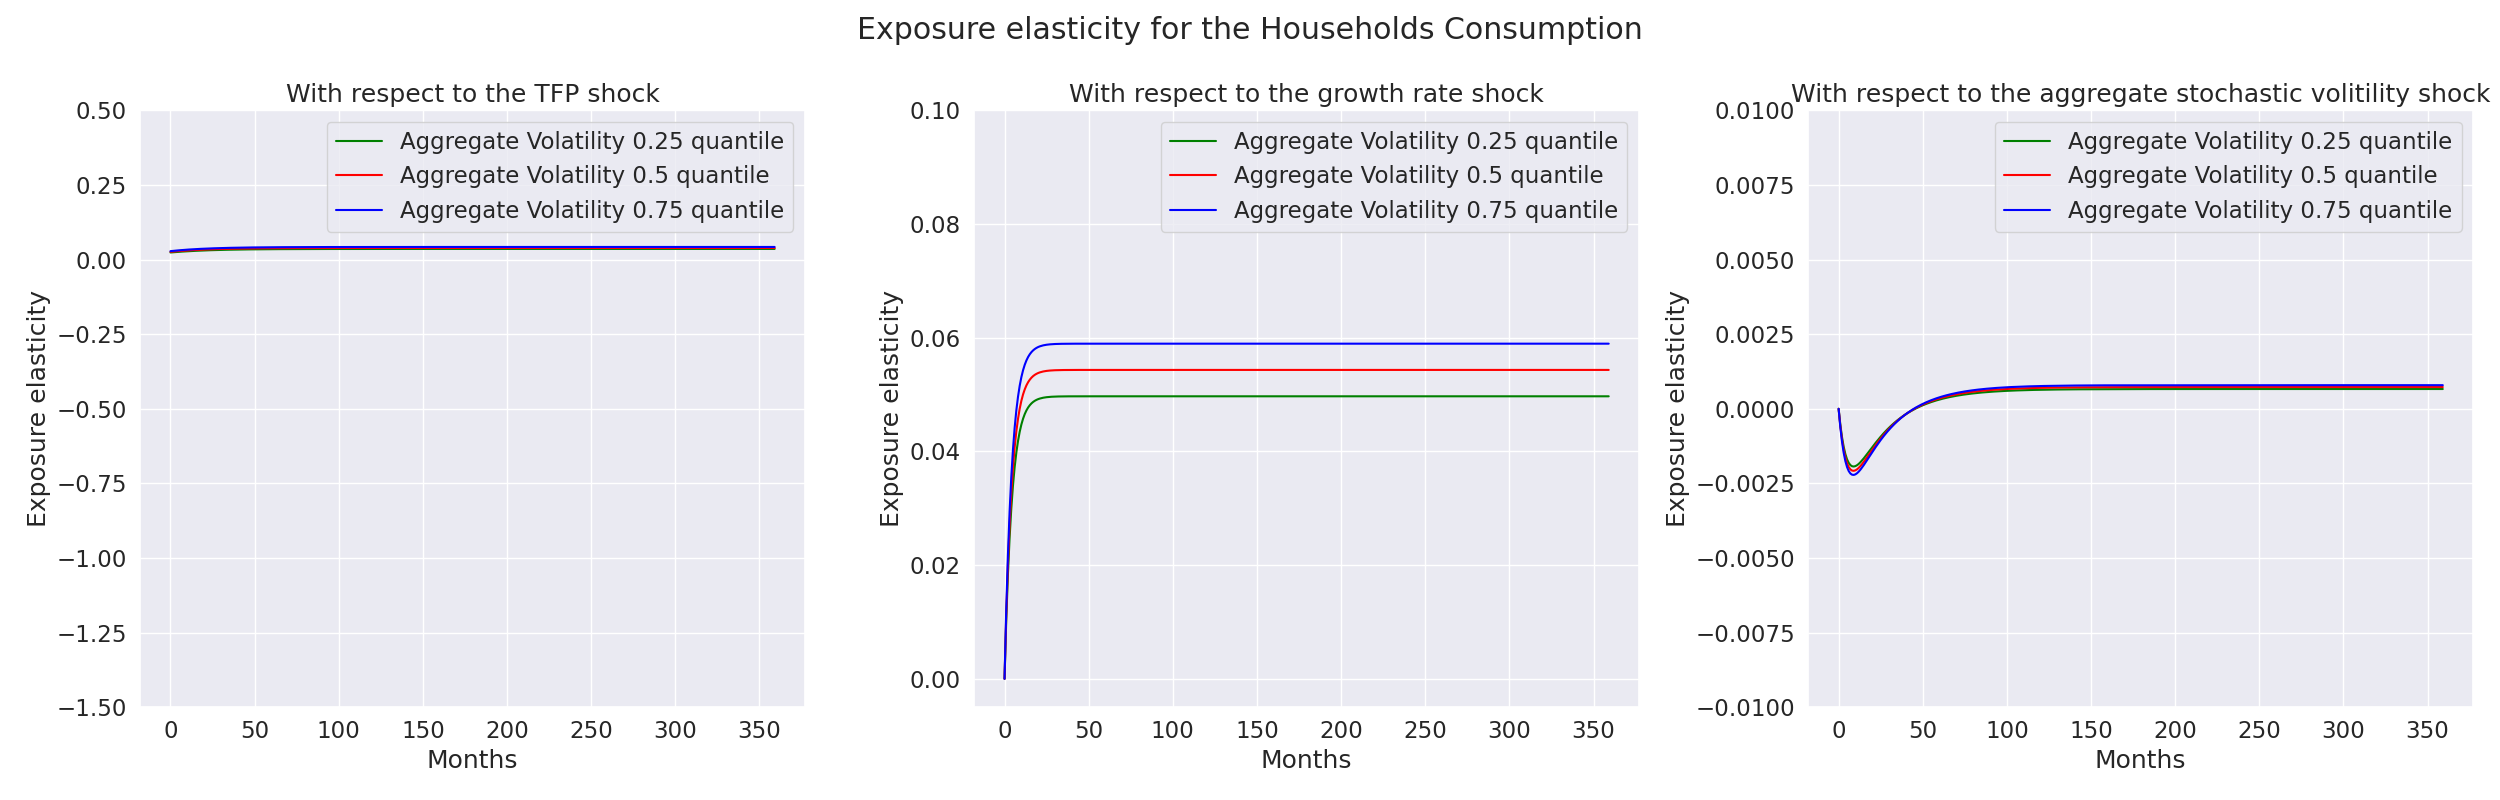 Exposure elasticity for the Households Consumption
With respect to the TFP shock
0.50
0.25
0.00
−0.25
−0.50
−0.75
−1.00
−1.25
−1.50
Exposure elasticity
Aggregate Volatility 0.25 quantile
Aggregate Volatility 0.5 quantile
Aggregate Volatility 0.75 quantile
0 50 100 150 200 250 300 350
Months
With respect to the growth rate shock
0.10
0.08
0.06
0.04
0.02
0.00
Exposure elasticity
Aggregate Volatility 0.25 quantile
Aggregate Volatility 0.5 quantile
Aggregate Volatility 0.75 quantile
0 50 100 150 200 250 300 350
Months
With respect to the aggregate stochastic volitility shock
0.0100
0.0075
0.0050
0.0025
0.0000
−0.0025
−0.0050
−0.0075
−0.0100
Exposure elasticity
Aggregate Volatility 0.25 quantile
Aggregate Volatility 0.5 quantile
Aggregate Volatility 0.75 quantile
0 50 100 150 200 250 300 350
Months